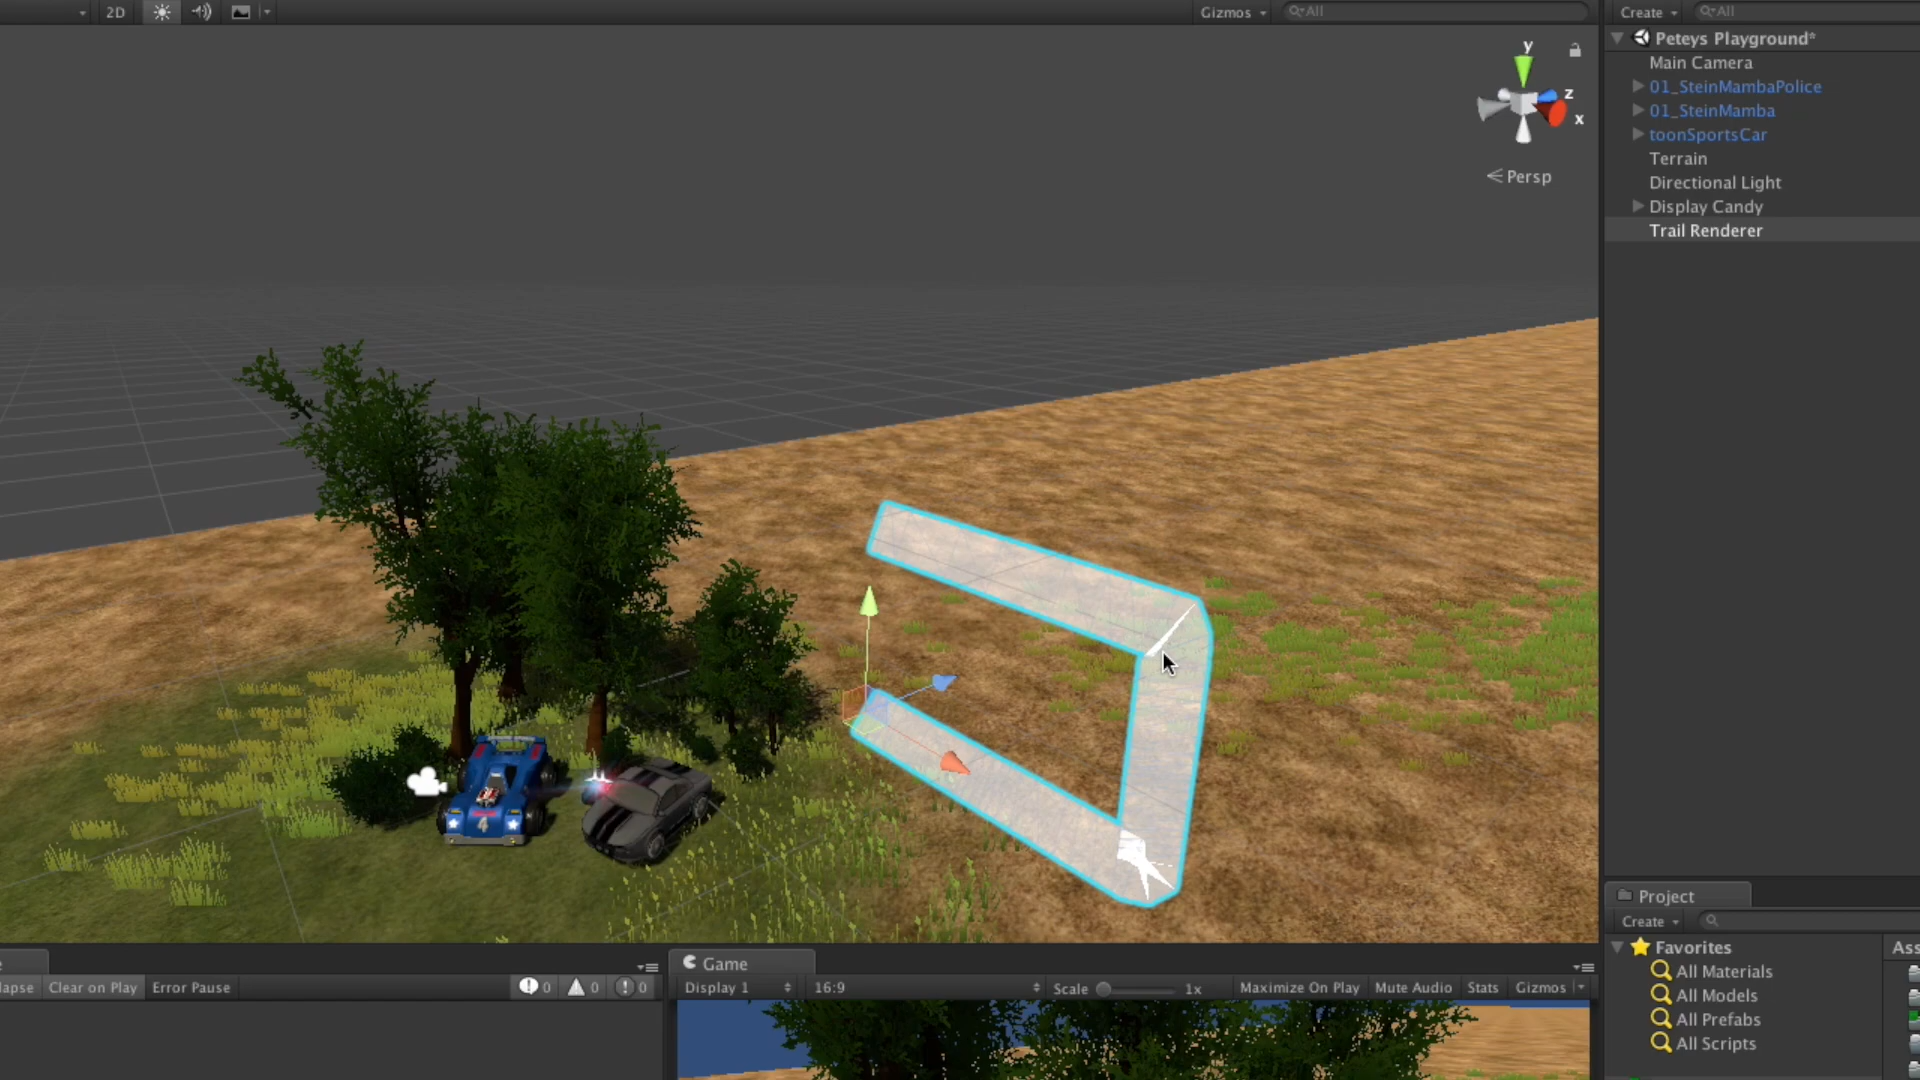 2D
Gizmos
All
y
z
x
Persp
Create
All
Peteys Playground*
Main Camera
01_SteinMambaPolice
01_SteinMamba
toonSportsCar
Terrain
Directional Light
Display Candy
Trail Renderer
4
lapse
Clear on Play
Error Pause
0
0
0
Game
Display 1
16:9
Scale
1x
Maximize On Play
Mute Audio
Stats
Gizmos
Project
Create
Favorites
All Materials
All Models
All Prefabs
All Scripts
Ass